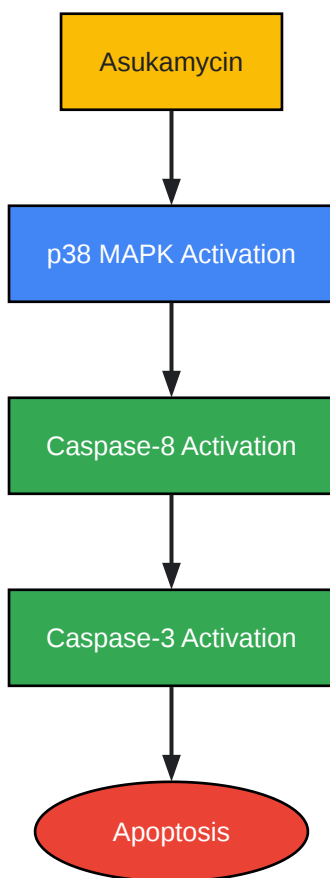 Asukamycin
p38 MAPK Activation
Caspase-8 Activation
Caspase-3 Activation
Apoptosis